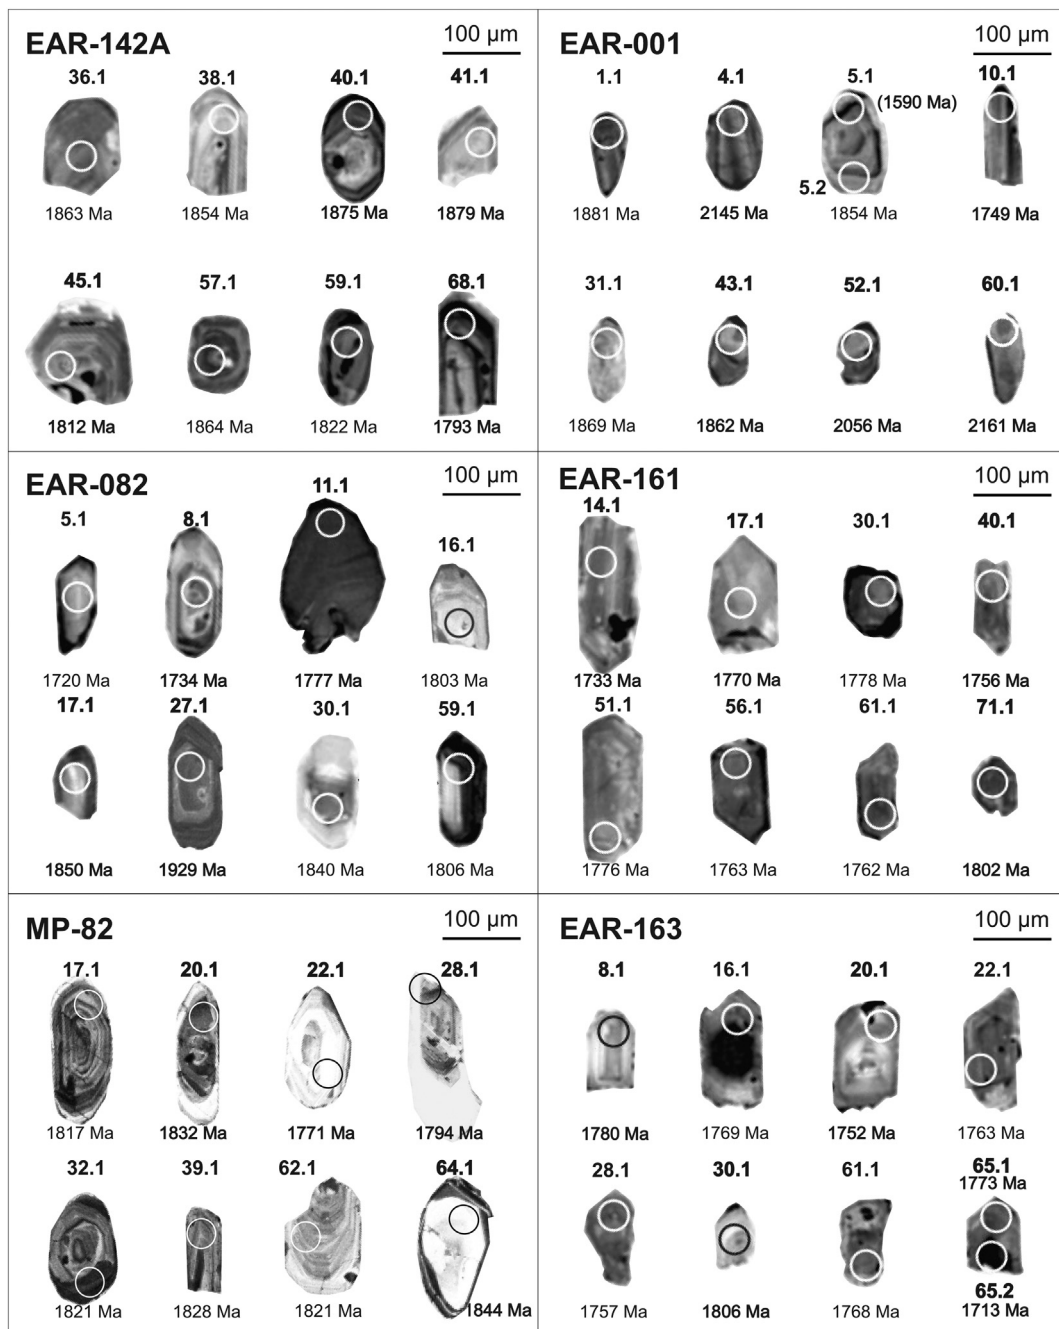 EAR-142A
100 µm
36.1 38.1 40.1 41.1
1863 Ma 1854 Ma 1875 Ma 1879 Ma
45.1 57.1 59.1 68.1
1812 Ma 1864 Ma 1822 Ma 1793 Ma
EAR-001
100 µm
1.1 4.1 5.1 10.1
(1590 Ma)
5.2
1881 Ma 2145 Ma 1854 Ma 1749 Ma
31.1 43.1 52.1 60.1
1869 Ma 1862 Ma 2056 Ma 2161 Ma
EAR-082
100 µm
5.1 8.1 11.1 16.1
1720 Ma 1734 Ma 1777 Ma 1803 Ma
17.1 27.1 30.1 59.1
1850 Ma 1929 Ma 1840 Ma 1806 Ma
EAR-161
100 µm
14.1 17.1 30.1 40.1
1733 Ma 1770 Ma 1778 Ma 1756 Ma
51.1 56.1 61.1 71.1
1776 Ma 1763 Ma 1762 Ma 1802 Ma
MP-82
100 µm
17.1 20.1 22.1 28.1
1817 Ma 1832 Ma 1771 Ma 1794 Ma
32.1 39.1 62.1 64.1
1821 Ma 1828 Ma 1821 Ma 1844 Ma
EAR-163
100 µm
8.1 16.1 20.1 22.1
1780 Ma 1769 Ma 1752 Ma 1763 Ma
28.1 30.1 61.1 65.1
1773 Ma
65.2
1757 Ma 1806 Ma 1768 Ma 1713 Ma